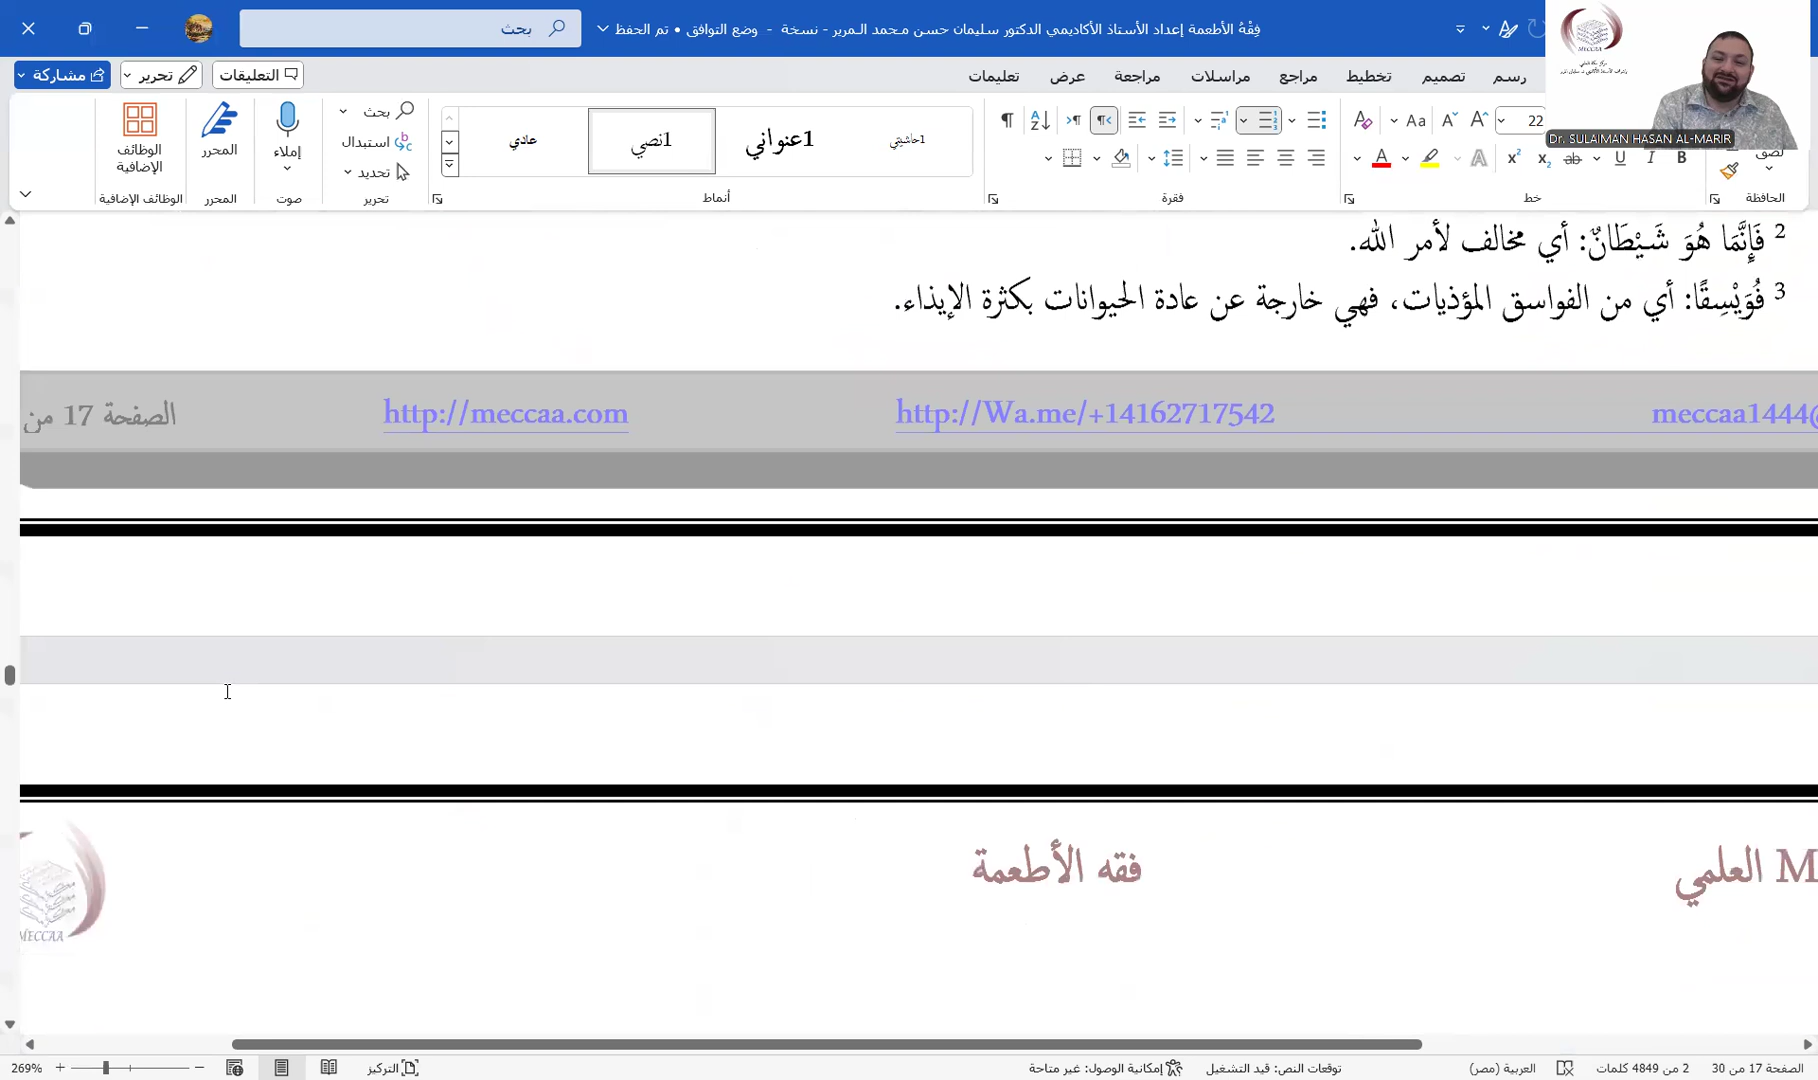 فِقْهُ الأطعمة إعداد الأستاذ الأكاديمي الدكتور سليمان حسن محمد المرير - نسخة - وضع التوافق • تم الحفظ
بحث
رسم
تصميم
تخطيط
مراجع
مراسلات
مراجعة
عرض
تعليمات
التعليقات
تحرير
مشاركة
MECCAA
Dr. SULAIMAN HASAN AL-MARIR
لصق
22
Aa
1حاشيتي
1عنواني
1نصي
عادي
بحث
استبدال
تحديد
إملاء
المحرر
الوظائف
الإضافية
الحافظة
خط
فقرة
أنماط
تحرير
صوت
المحرر
الوظائف الإضافية
2 فَإِنَّمَا هُوَ شَيْطَانٌ: أي مخالف لأمر الله.
3 فُوَيْسِقًا: أي من الفواسق المؤذيات، فهي خارجة عن عادة الحيوانات بكثرة الإيذاء.
meccaa1444@
http://Wa.me/+14162717542
http://meccaa.com
الصفحة 17 من
M العلمي
فقه الأطعمة
MECCAA
الصفحة 17 من 30
2 من 4849 كلمات
العربية (مصر)
توقعات النص: قيد التشغيل
إمكانية الوصول: غير متاحة
التركيز
269%